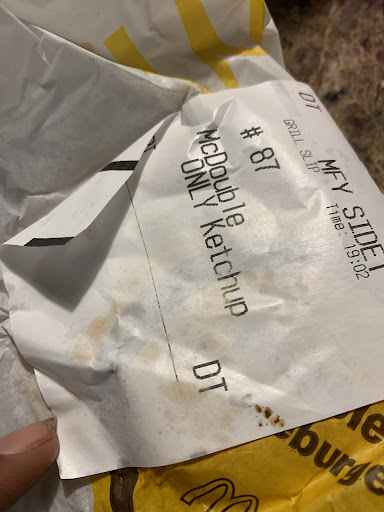 DT
MFY SIDE1
GRILL SLIP
Time: 19:02
# 87
McDouble
ONLY Ketchup
DT